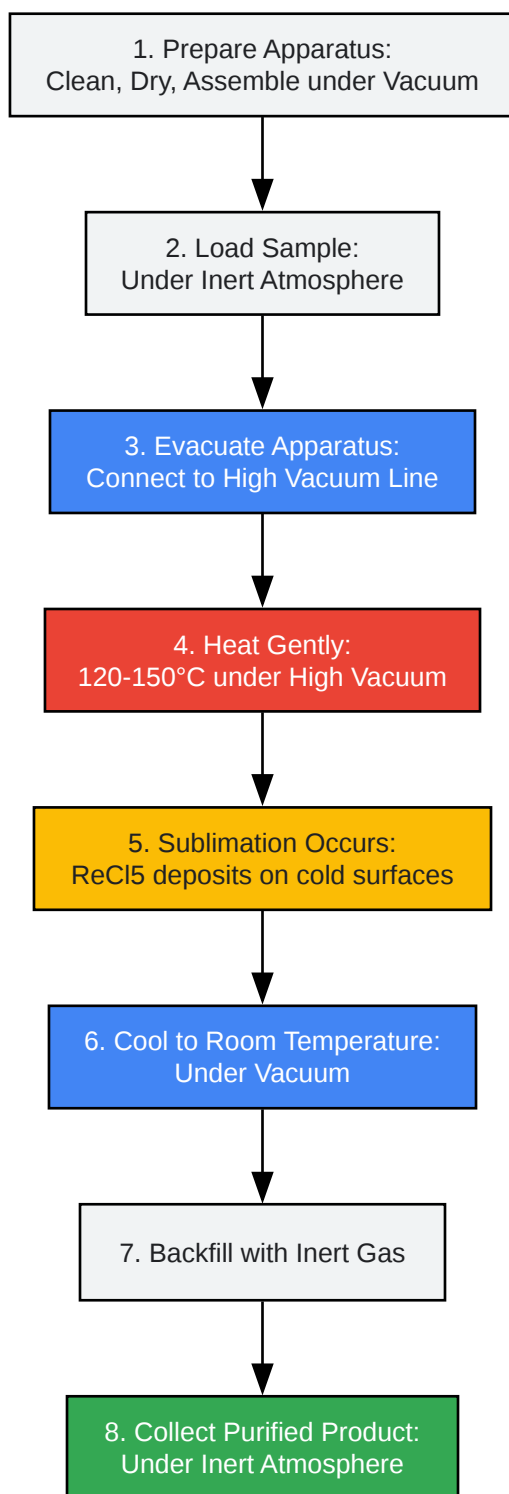 1. Prepare Apparatus:
Clean, Dry, Assemble under Vacuum
2. Load Sample:
Under Inert Atmosphere
3. Evacuate Apparatus:
Connect to High Vacuum Line
4. Heat Gently:
120-150°C under High Vacuum
5. Sublimation Occurs:
ReCl5 deposits on cold surfaces
6. Cool to Room Temperature:
Under Vacuum
7. Backfill with Inert Gas
8. Collect Purified Product:
Under Inert Atmosphere